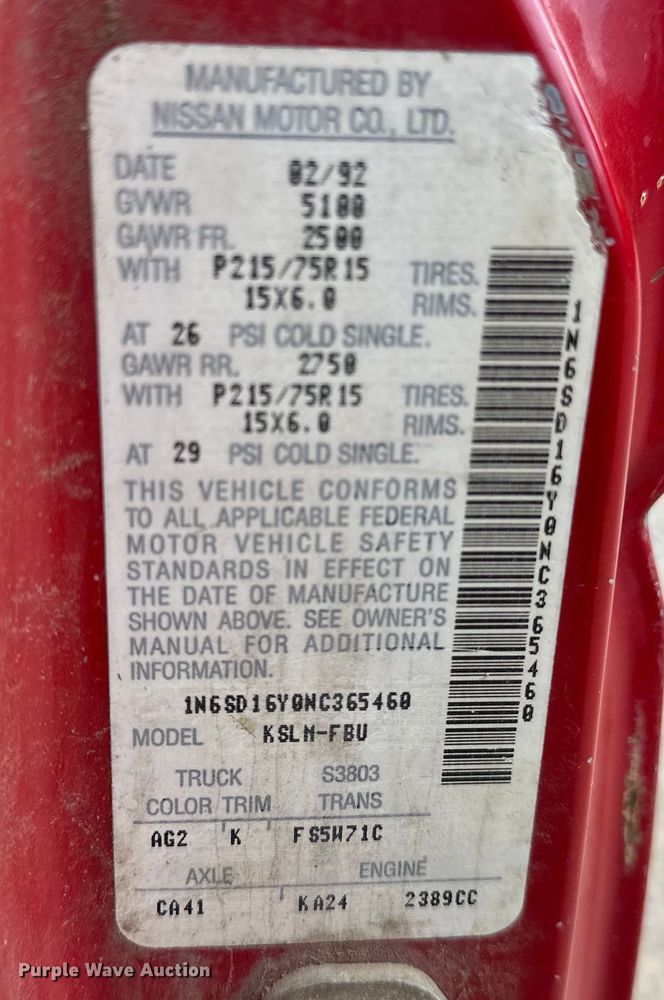 MANUFACTURED BY
NISSAN MOTOR CO., LTD.
DATE 02/92
GVWR 5100
GAWR FR. 2500
WITH P215/75R15 TIRES.
15X6.0 RIMS.
AT 26 PSI COLD SINGLE.
GAWR RR. 2750
WITH P215/75R15 TIRES.
15X6.0 RIMS.
AT 29 PSI COLD SINGLE.
THIS VEHICLE CONFORMS
TO ALL APPLICABLE FEDERAL
MOTOR VEHICLE SAFETY
STANDARDS IN EFFECT ON
THE DATE OF MANUFACTURE
SHOWN ABOVE. SEE OWNER'S
MANUAL FOR ADDITIONAL
INFORMATION.
1N6SD16Y0NC365460
MODEL KSLM-FBU
TRUCK S3803
COLOR TRIM TRANS
AG2 K FS5W71C
AXLE ENGINE
CA41 KA24 2389CC
1N6SD16Y0NC365460
Purple Wave Auction